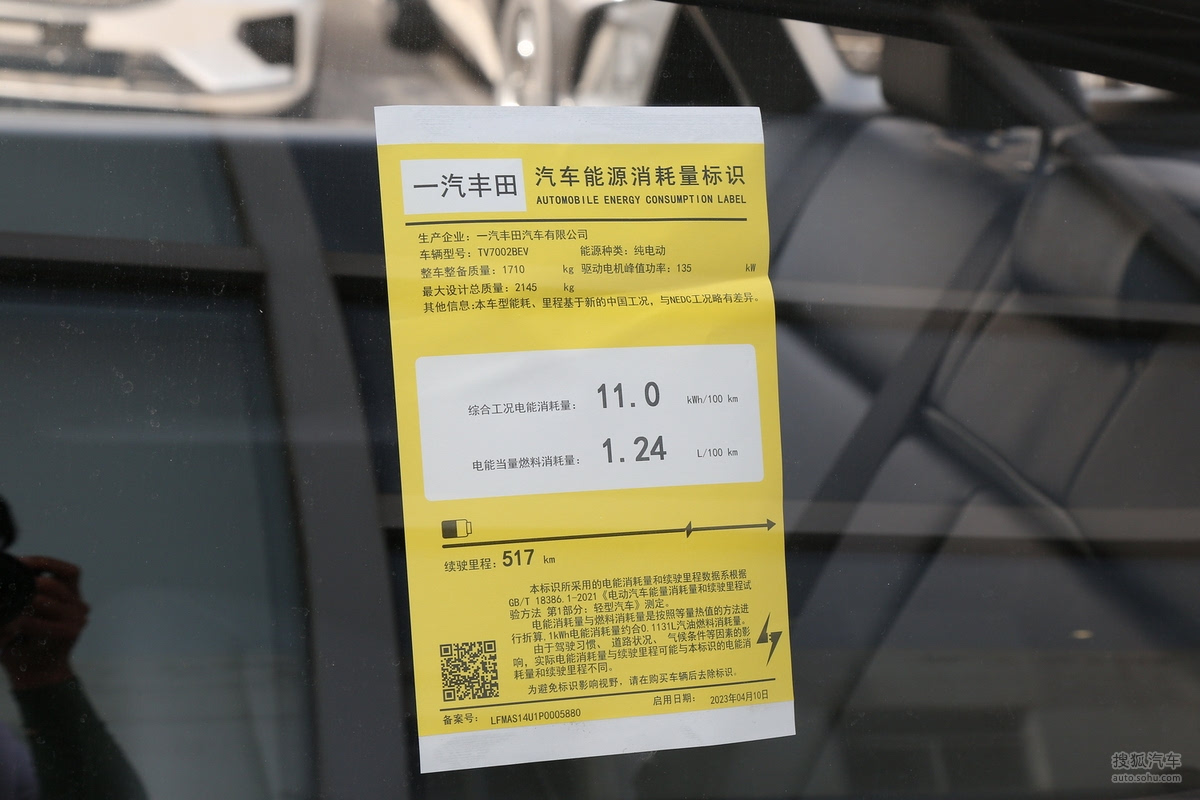 一汽丰田
汽车能源消耗量标识
AUTOMOBILE ENERGY CONSUMPTION LABEL
生产企业：一汽丰田汽车有限公司
车辆型号：TV7002BEV 能源种类：纯电动
整车整备质量：1710 kg 驱动电机峰值功率：135 kW
最大设计总质量：2145 kg
其他信息:本车型能耗、里程基于新的中国工况，与NEDC工况略有差异。
综合工况电能消耗量： 11.0 kWh/100 km
电能当量燃料消耗量： 1.24 L/100 km
续驶里程：517 km
本标识所采用的电能消耗量和续驶里程数据系根据
GB/T 18386.1-2021《电动汽车能量消耗量和续驶里程试
验方法 第1部分：轻型汽车》测定。
电能消耗量与燃料消耗量是按照等量热值的方法进
行折算.1kWh电能消耗量约合0.1131L汽油燃料消耗量。
由于驾驶习惯、道路状况、气候条件等因素的影
响，实际电能消耗量与续驶里程可能与本标识的电能消
耗量和续驶里程不同。
为避免标识影响视野，请在购买车辆后去除标识。
备案号： LFMAS14U1P0005880 启用日期： 2023年04月10日
搜狐汽车
auto.sohu.com